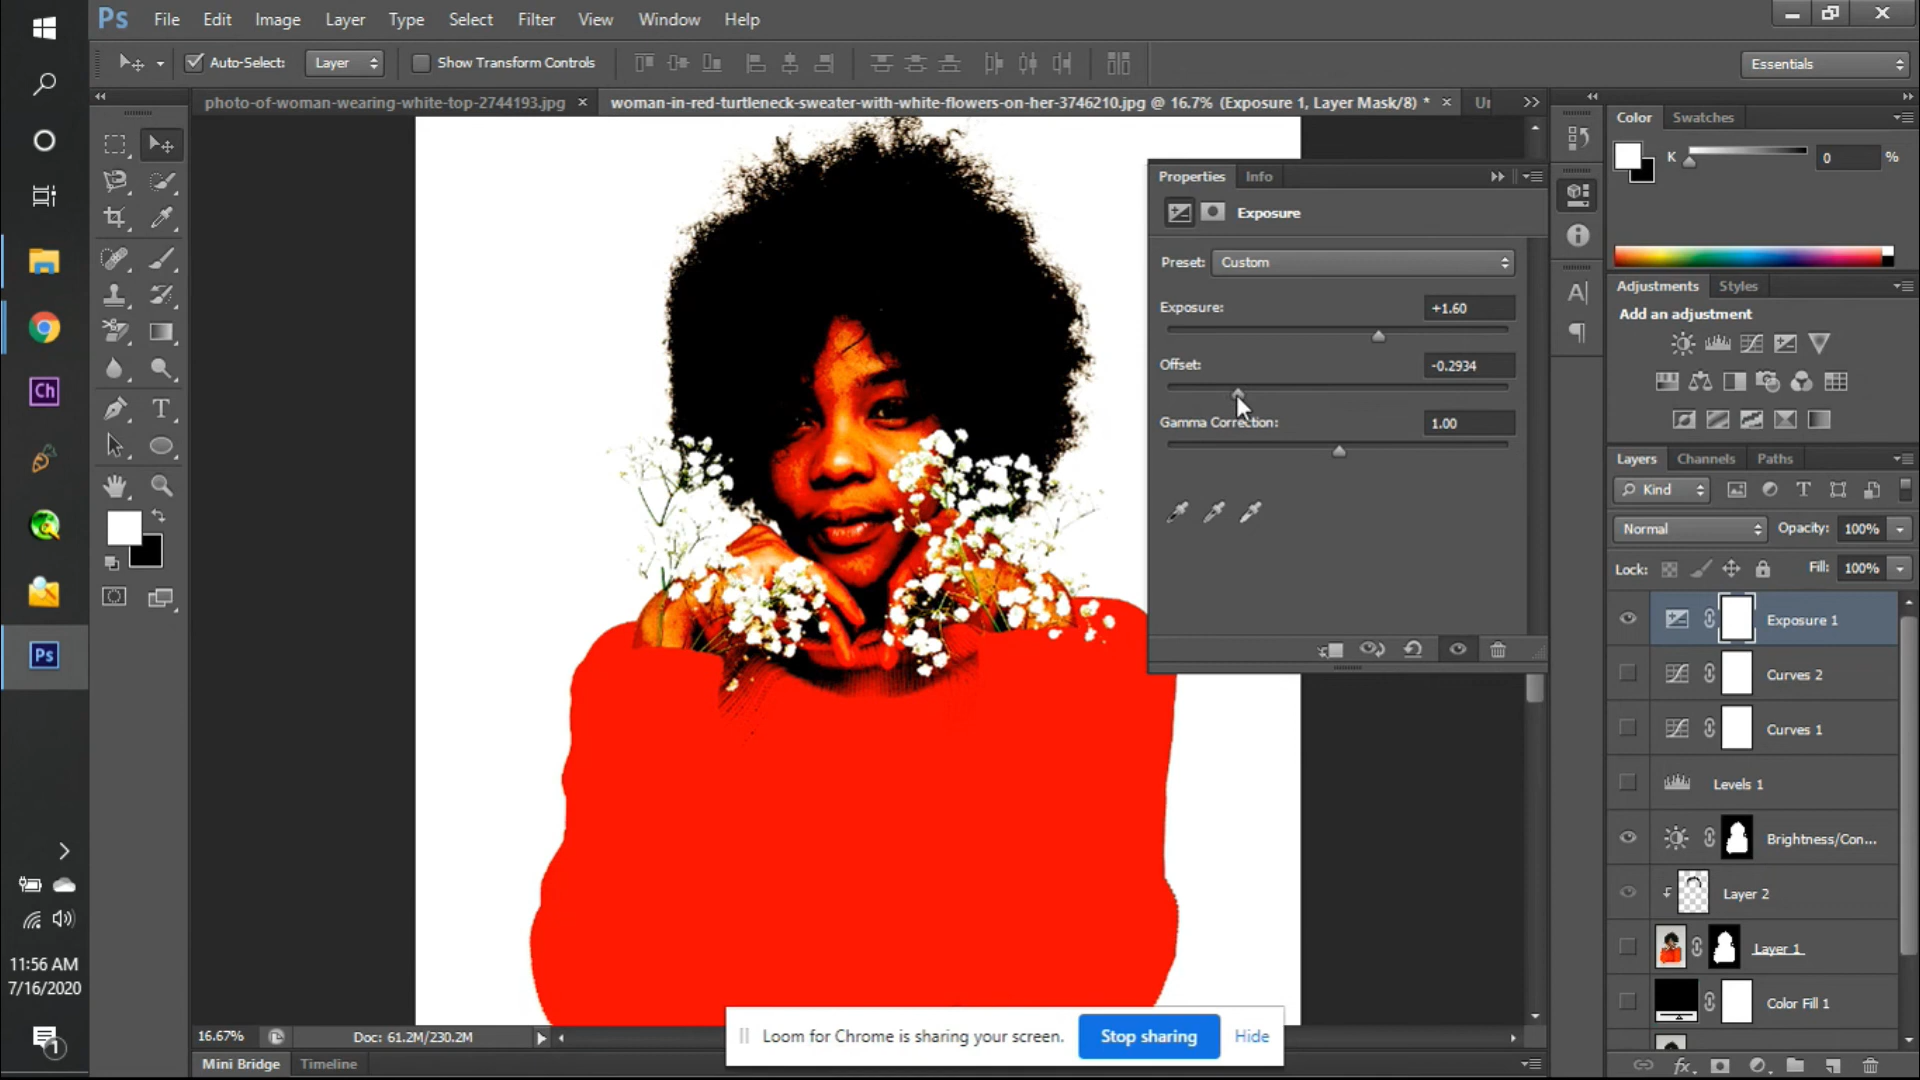 Ps File Edit Image Layer Type Select Filter View Window Help
Auto-Select: Layer Show Transform Controls Essentials
photo-of-woman-wearing-white-top-2744193.jpg × woman-in-red-turtleneck-sweater-with-white-flowers-on-her-3746210.jpg @ 16.7% (Exposure 1, Layer Mask/8) * × Ur
Color Swatches
K 0 %
Properties Info
Exposure
Preset: Custom
Exposure: +1.60
Offset: -0.2934
Gamma Correction: 1.00
Adjustments Styles
Add an adjustment
Layers Channels Paths
Kind
Normal Opacity: 100%
Lock: Fill: 100%
Exposure 1
Curves 2
Curves 1
Levels 1
Brightness/Con...
Layer 2
Layer 1
Color Fill 1
fx
Ch
T
Ps
11:56 AM
7/16/2020
1
16.67% Doc: 61.2M/230.2M
Loom for Chrome is sharing your screen. Stop sharing Hide
Mini Bridge Timeline